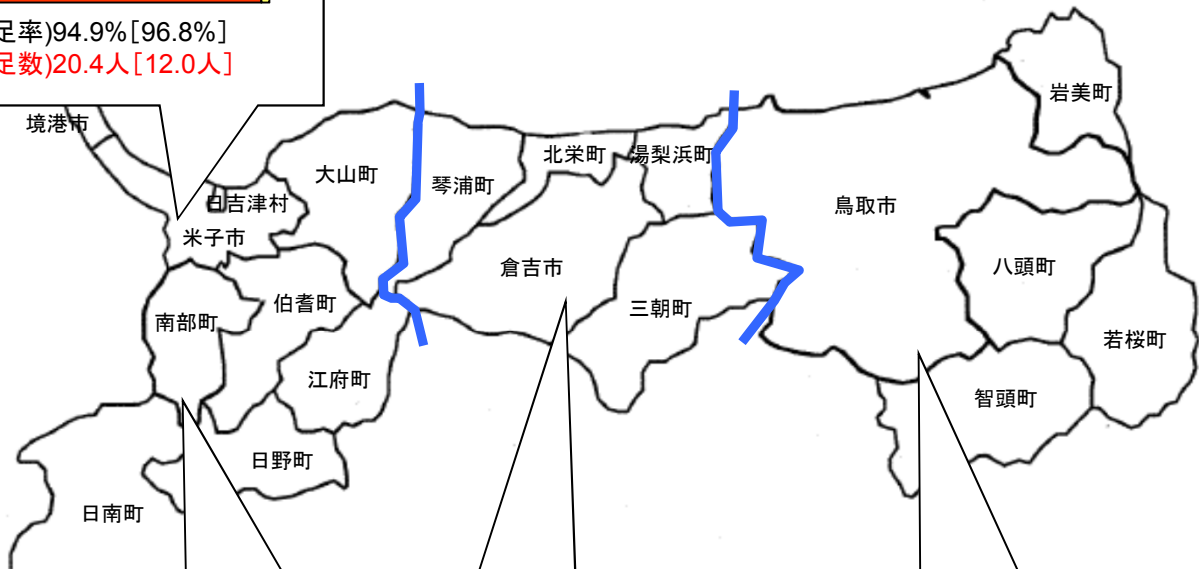 足率)94.9%[96.8%]
足数)20.4人[12.0人]
境港市
岩美町
大山町
琴浦町
北栄町
湯梨浜町
日吉津村
鳥取市
米子市
倉吉市
八頭町
伯耆町
三朝町
南部町
若桜町
江府町
智頭町
日野町
日南町